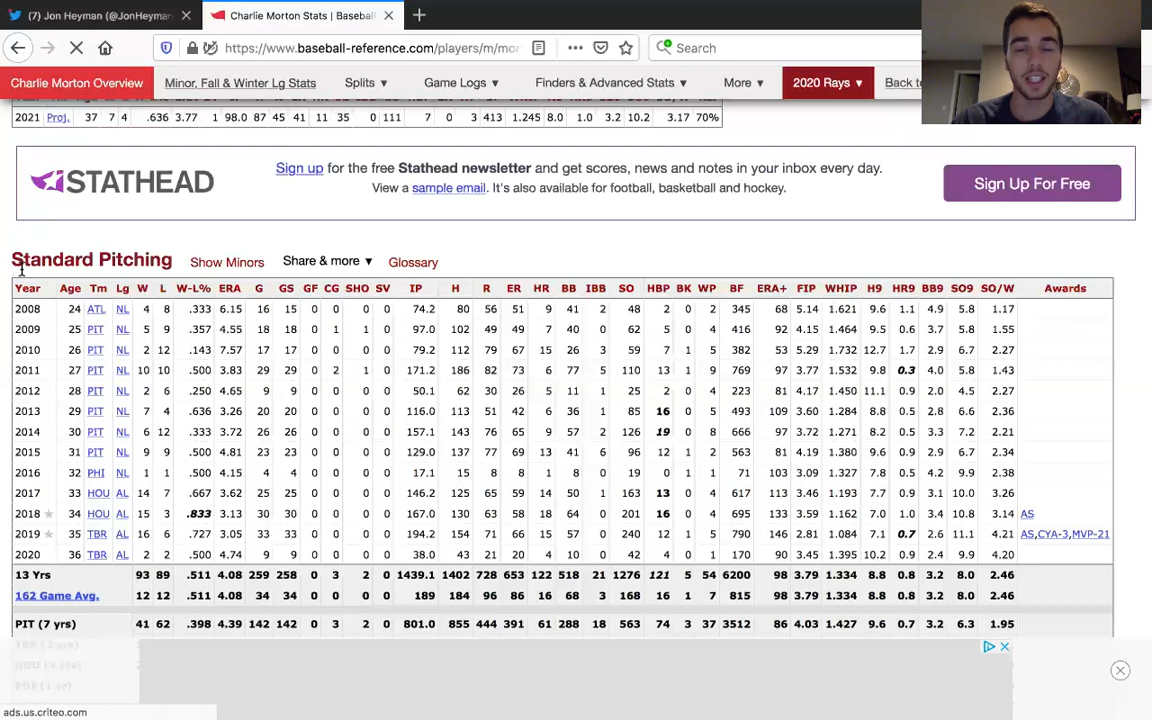 (7) Jon Heyman (@JonHeyman
Charlie Morton Stats | Baseball
https://www.baseball-reference.com/players/m/mor
Search
Charlie Morton Overview Minor, Fall & Winter Lg Stats Splits ▼ Game Logs ▼ Finders & Advanced Stats ▼ More ▼ 2020 Rays ▼ Back to
2021 Proj. 37 7 4 .636 3.77 1 98.0 87 45 41 11 35 0 111 7 0 3 413 1.245 8.0 1.0 3.2 10.2 3.17 70%
STATHEAD
Sign up for the free Stathead newsletter and get scores, news and notes in your inbox every day.
View a sample email. It's also available for football, basketball and hockey.
Sign Up For Free
Standard Pitching Show Minors Share & more ▼ Glossary
Year Age Tm Lg W L W-L% ERA G GS GF CG SHO SV IP H R ER HR BB IBB SO HBP BK WP BF ERA+ FIP WHIP H9 HR9 BB9 SO9 SO/W Awards
2008 24 ATL NL 4 8 .333 6.15 16 15 0 0 0 0 74.2 80 56 51 9 41 2 48 2 0 2 345 68 5.14 1.621 9.6 1.1 4.9 5.8 1.17
2009 25 PIT NL 5 9 .357 4.55 18 18 0 1 1 0 97.0 102 49 49 7 40 0 62 5 0 4 416 92 4.15 1.464 9.5 0.6 3.7 5.8 1.55
2010 26 PIT NL 2 12 .143 7.57 17 17 0 0 0 0 79.2 112 79 67 15 26 3 59 7 1 5 382 53 5.29 1.732 12.7 1.7 2.9 6.7 2.27
2011 27 PIT NL 10 10 .500 3.83 29 29 0 2 1 0 171.2 186 82 73 6 77 5 110 13 1 9 769 97 3.77 1.532 9.8 0.3 4.0 5.8 1.43
2012 28 PIT NL 2 6 .250 4.65 9 9 0 0 0 0 50.1 62 30 26 5 11 1 25 2 0 4 223 81 4.17 1.450 11.1 0.9 2.0 4.5 2.27
2013 29 PIT NL 7 4 .636 3.26 20 20 0 0 0 0 116.0 113 51 42 6 36 1 85 16 0 5 493 109 3.60 1.284 8.8 0.5 2.8 6.6 2.36
2014 30 PIT NL 6 12 .333 3.72 26 26 0 0 0 0 157.1 143 76 65 9 57 2 126 19 0 8 666 97 3.72 1.271 8.2 0.5 3.3 7.2 2.21
2015 31 PIT NL 9 9 .500 4.81 23 23 0 0 0 0 129.0 137 77 69 13 41 6 96 12 1 2 563 81 4.19 1.380 9.6 0.9 2.9 6.7 2.34
2016 32 PHI NL 1 1 .500 4.15 4 4 0 0 0 0 17.1 15 8 8 1 8 0 19 0 1 1 71 103 3.09 1.327 7.8 0.5 4.2 9.9 2.38
2017 33 HOU AL 14 7 .667 3.62 25 25 0 0 0 0 146.2 125 65 59 14 50 1 163 13 0 4 617 113 3.46 1.193 7.7 0.9 3.1 10.0 3.26
2018 34 HOU AL 15 3 .833 3.13 30 30 0 0 0 0 167.0 130 63 58 18 64 0 201 16 0 4 695 133 3.59 1.162 7.0 1.0 3.4 10.8 3.14 AS
2019 35 TBR AL 16 6 .727 3.05 33 33 0 0 0 0 194.2 154 71 66 15 57 0 240 12 1 5 790 146 2.81 1.084 7.1 0.7 2.6 11.1 4.21 AS,CYA-3,MVP-21
2020 36 TBR AL 2 2 .500 4.74 9 9 0 0 0 0 38.0 43 21 20 4 10 0 42 4 0 1 170 90 3.45 1.395 10.2 0.9 2.4 9.9 4.20
13 Yrs 93 89 .511 4.08 259 258 0 3 2 0 1439.1 1402 728 653 122 518 21 1276 121 5 54 6200 98 3.79 1.334 8.8 0.8 3.2 8.0 2.46
162 Game Avg. 12 12 .511 4.08 34 34 0 0 0 0 189 184 96 86 16 68 3 168 16 1 7 815 98 3.79 1.334 8.8 0.8 3.2 8.0 2.46
PIT (7 yrs) 41 62 .398 4.39 142 142 0 3 2 0 801.0 855 444 391 61 288 18 563 74 3 37 3512 86 4.03 1.427 9.6 0.7 3.2 6.3 1.95
TBR (2 yrs)
HOU (2 yrs)
PHI (1 yr)
ads.us.criteo.com